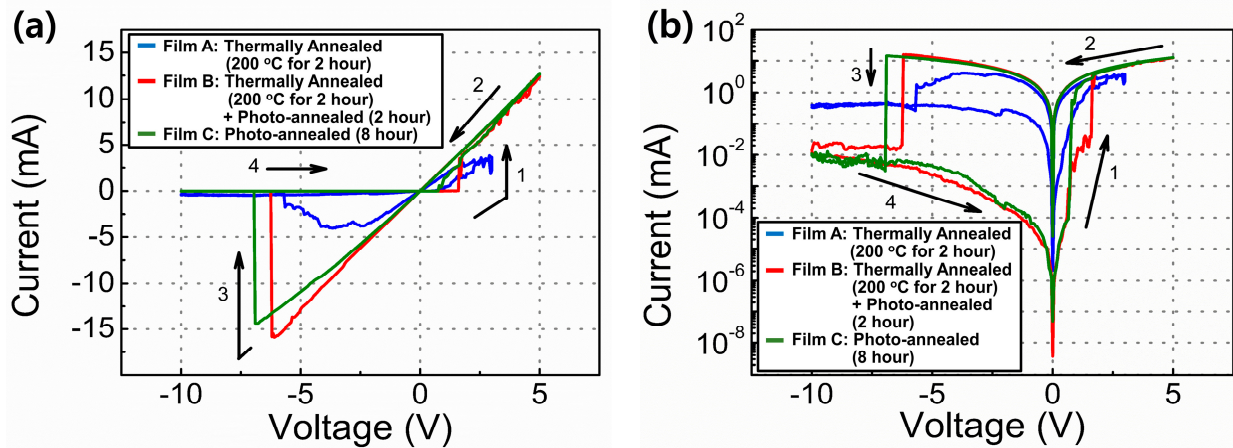 (a)
Film A: Thermally Annealed
(200 °C for 2 hour)
Film B: Thermally Annealed
(200 °C for 2 hour)
+ Photo-annealed (2 hour)
Film C: Photo-annealed (8 hour)
15
10
5
0
-5
-10
-15
Current (mA)
1
2
3
4
-10
-5
0
5
Voltage (V)
(b)
10²
10⁰
10⁻²
10⁻⁴
10⁻⁶
10⁻⁸
Current (mA)
1
2
3
4
Film A: Thermally Annealed
(200 °C for 2 hour)
Film B: Thermally Annealed
(200 °C for 2 hour)
+ Photo-annealed
(2 hour)
Film C: Photo-annealed
(8 hour)
-10
-5
0
5
Voltage (V)